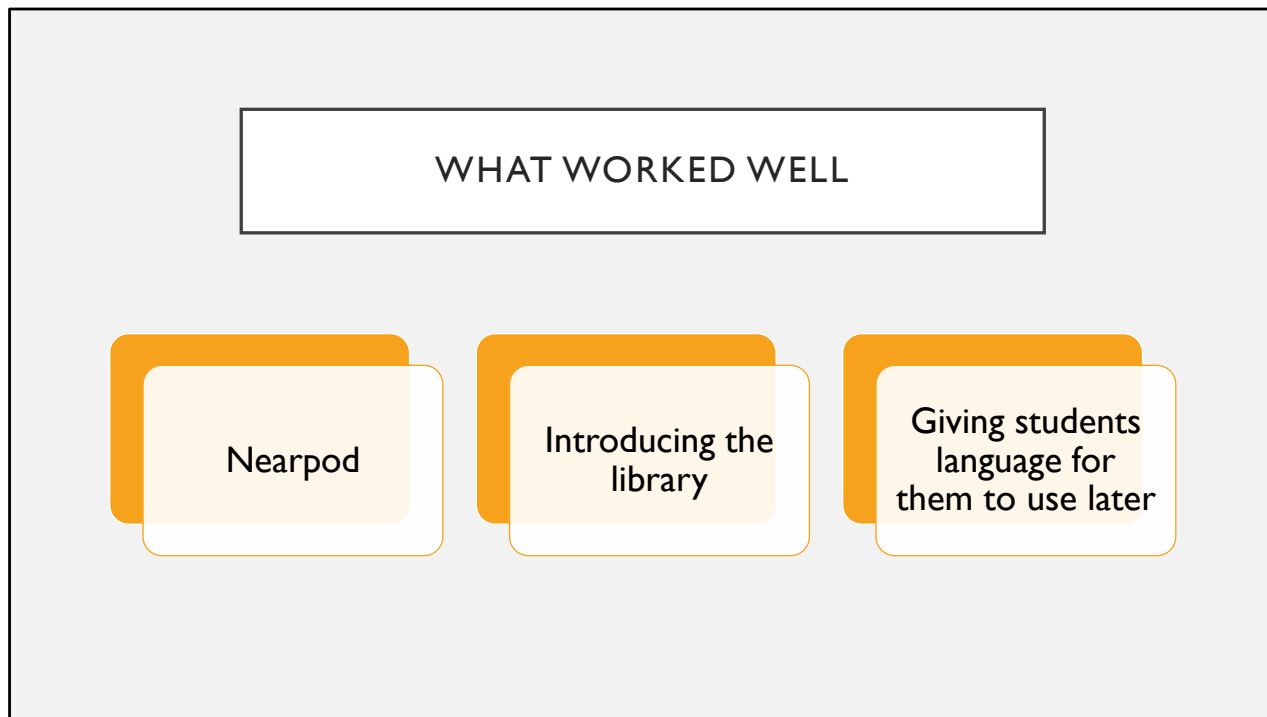 WHAT WORKED WELL
Nearpod
Introducing the
library
Giving students
language for
them to use later